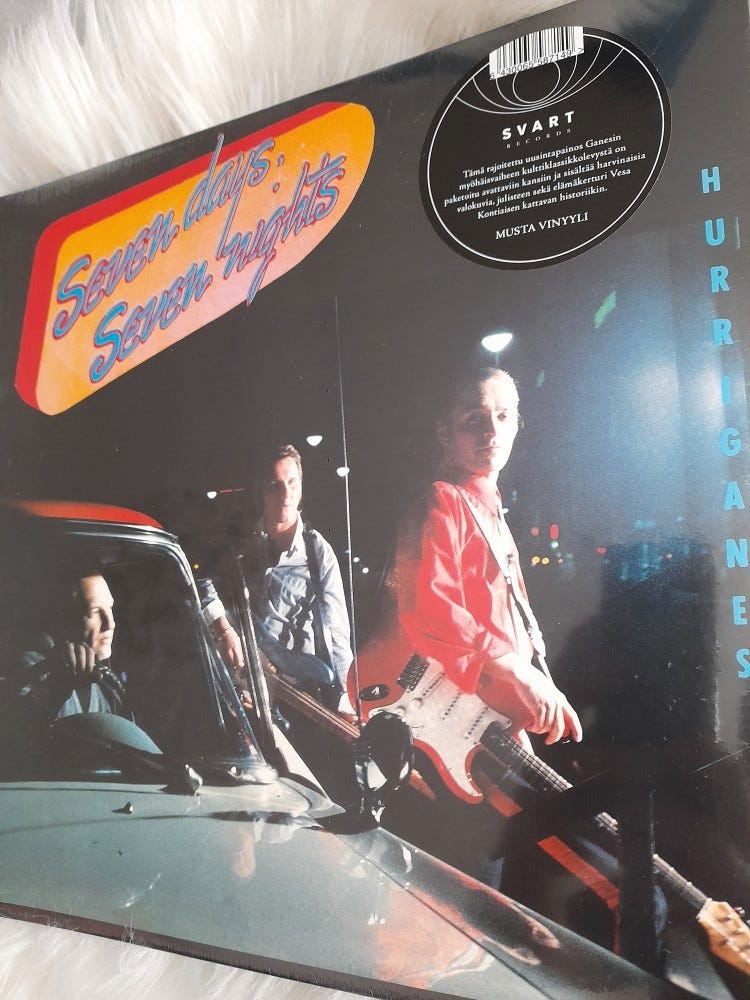 Seven days.
Seven nights
SVART
RECORDS
Tämä rajoitettu uusintapainos Ganesin
myöhäisvaiheen kulttiklassikkolevystä on
paketoitu avattaviin kansiin ja sisältää harvinaisia
valokuvia, julisteen sekä elämäkerturi Vesa
Kontiaisen kattavan historiikin.
MUSTA VINYYLI
HURRIGANES